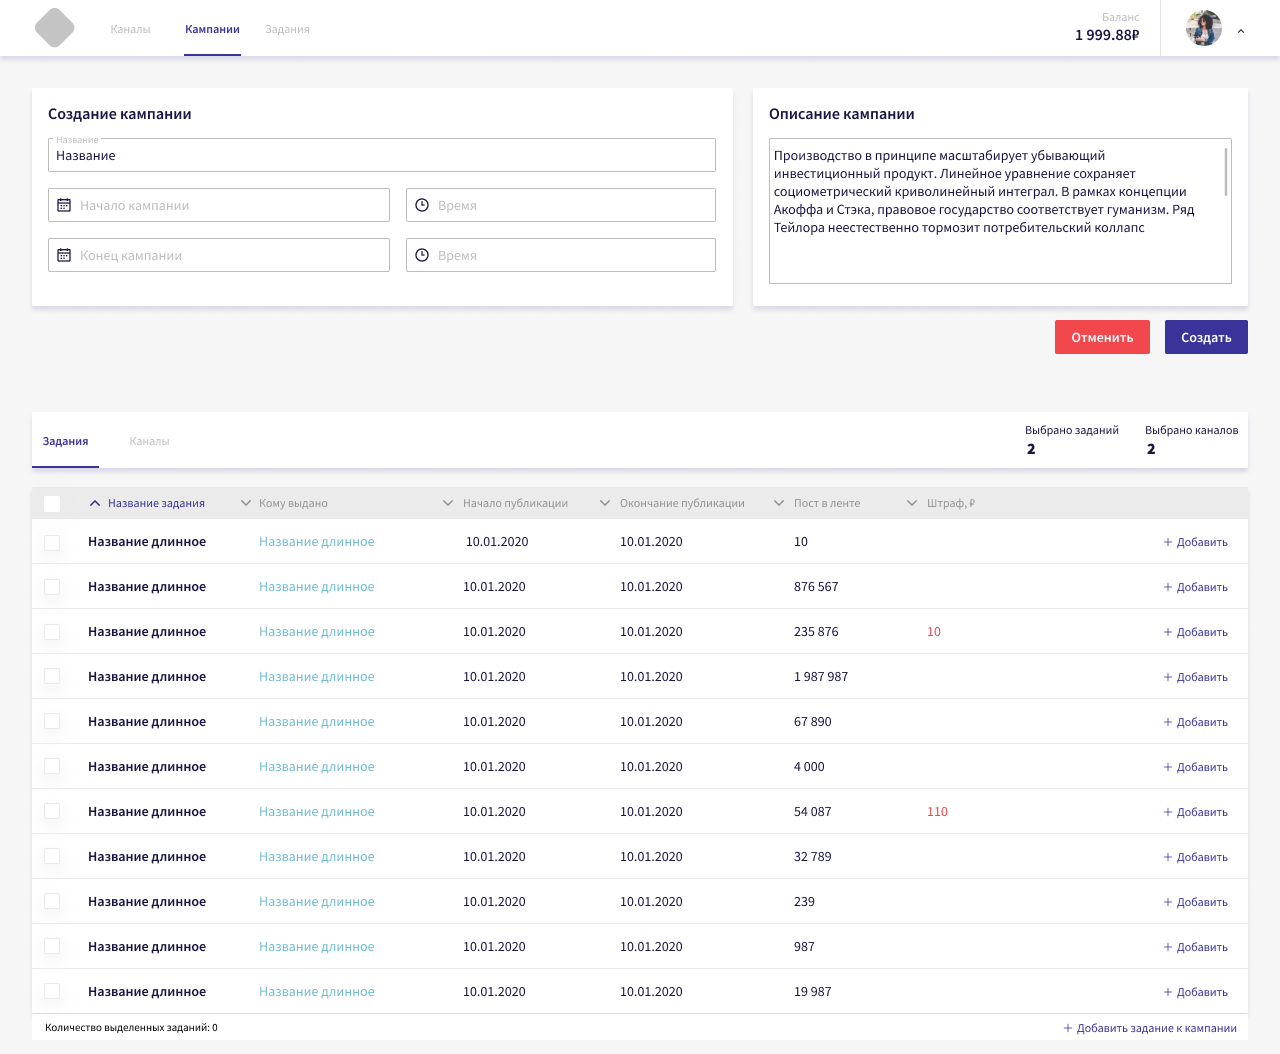 Каналы
Кампании
Задания
Баланс
1 999.88₽
Создание кампании
Название
Название
Начало кампании
Время
Конец кампании
Время
Описание кампании
Производство в принципе масштабирует убывающий
инвестиционный продукт. Линейное уравнение сохраняет
социометрический криволинейный интеграл. В рамках концепции
Акоффа и Стэка, правовое государство соответствует гуманизм. Ряд
Тейлора неестественно тормозит потребительский коллапс
Отменить
Создать
Задания
Каналы
Выбрано заданий
2
Выбрано каналов
2
Название задания Кому выдано Начало публикации Окончание публикации Пост в ленте Штраф, ₽
Название длинное Название длинное 10.01.2020 10.01.2020 10 + Добавить
Название длинное Название длинное 10.01.2020 10.01.2020 876 567 + Добавить
Название длинное Название длинное 10.01.2020 10.01.2020 235 876 10 + Добавить
Название длинное Название длинное 10.01.2020 10.01.2020 1 987 987 + Добавить
Название длинное Название длинное 10.01.2020 10.01.2020 67 890 + Добавить
Название длинное Название длинное 10.01.2020 10.01.2020 4 000 + Добавить
Название длинное Название длинное 10.01.2020 10.01.2020 54 087 110 + Добавить
Название длинное Название длинное 10.01.2020 10.01.2020 32 789 + Добавить
Название длинное Название длинное 10.01.2020 10.01.2020 239 + Добавить
Название длинное Название длинное 10.01.2020 10.01.2020 987 + Добавить
Название длинное Название длинное 10.01.2020 10.01.2020 19 987 + Добавить
Количество выделенных заданий: 0
+ Добавить задание к кампании